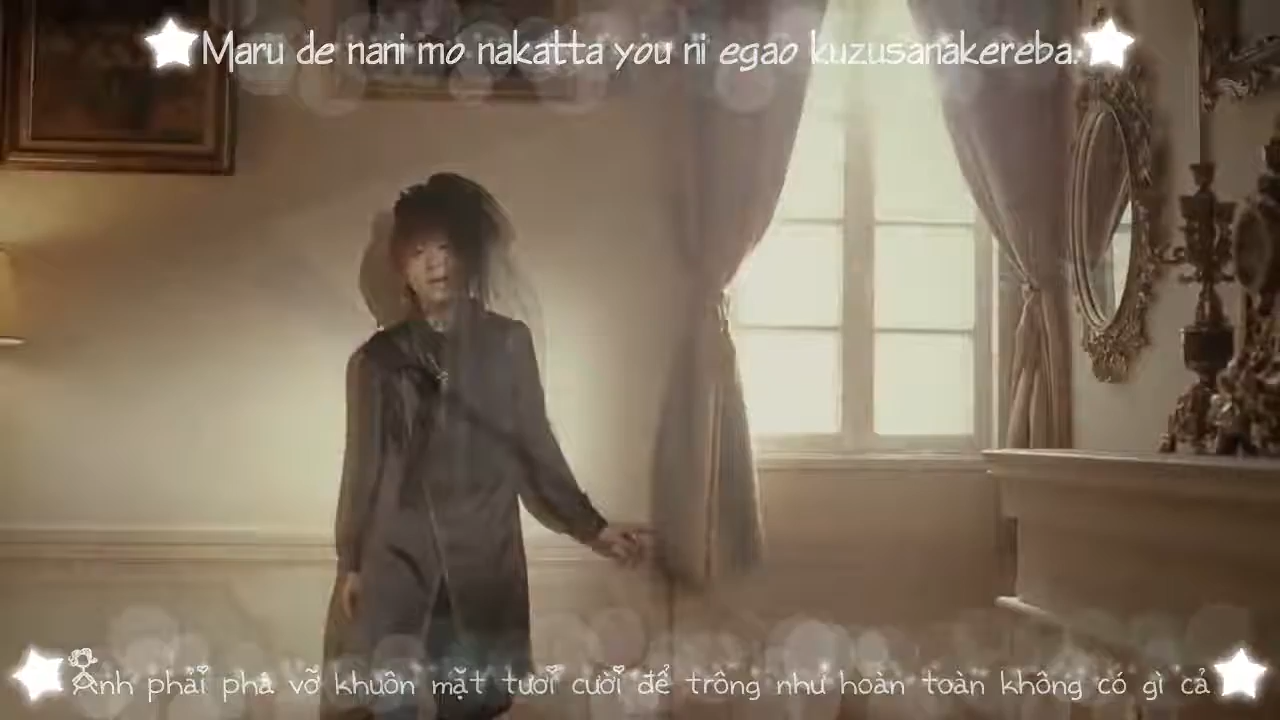 Maru de nani mo nakatta you ni egao kuzusanakereba.
Anh phải phá vỡ khuôn mặt tươi cười để trông như hoàn toàn không có gì cả